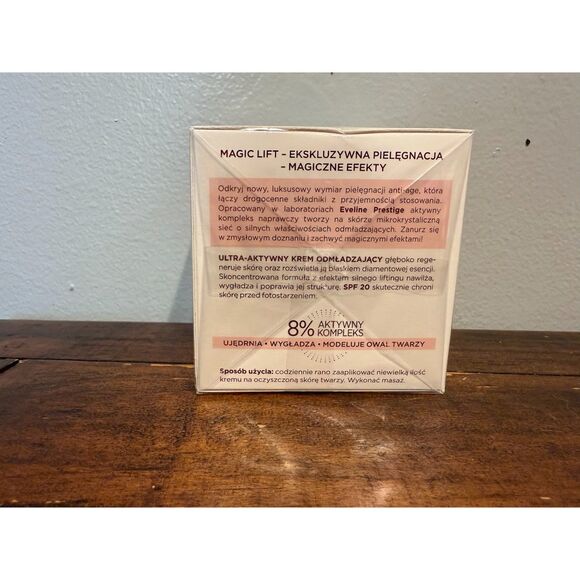 MAGIC LIFT – EKSKLUZYWNA PIELĘGNACJA
– MAGICZNE EFEKTY
Odkryj nowy, luksusowy wymiar pielęgnacji anti-age, która
łączy drogocenne składniki z przyjemnością stosowania.
Opracowany w laboratoriach Eveline Prestige aktywny
kompleks naprawczy tworzy na skórze mikrokrystaliczną
sieć o silnych właściwościach odmładzających. Zanurz się
w zmysłowym doznaniu i zachwyć magicznymi efektami!
ULTRA-AKTYWNY KREM ODMŁADZAJĄCY głęboko rege-
neruje skórę oraz rozświetla ją blaskiem diamentowej esencji.
Skoncentrowana formuła z efektem silnego liftingu nawilża,
wygładza i poprawia jej strukturę. SPF 20 skutecznie chroni
skórę przed fotostarzeniem.
8% AKTYWNY
KOMPLEKS
UJĘDRNIA • WYGŁADZA • MODELUJE OWAL TWARZY
Sposób użycia: codziennie rano zaaplikować niewielką ilość
kremu na oczyszczoną skórę twarzy. Wykonać masaż.